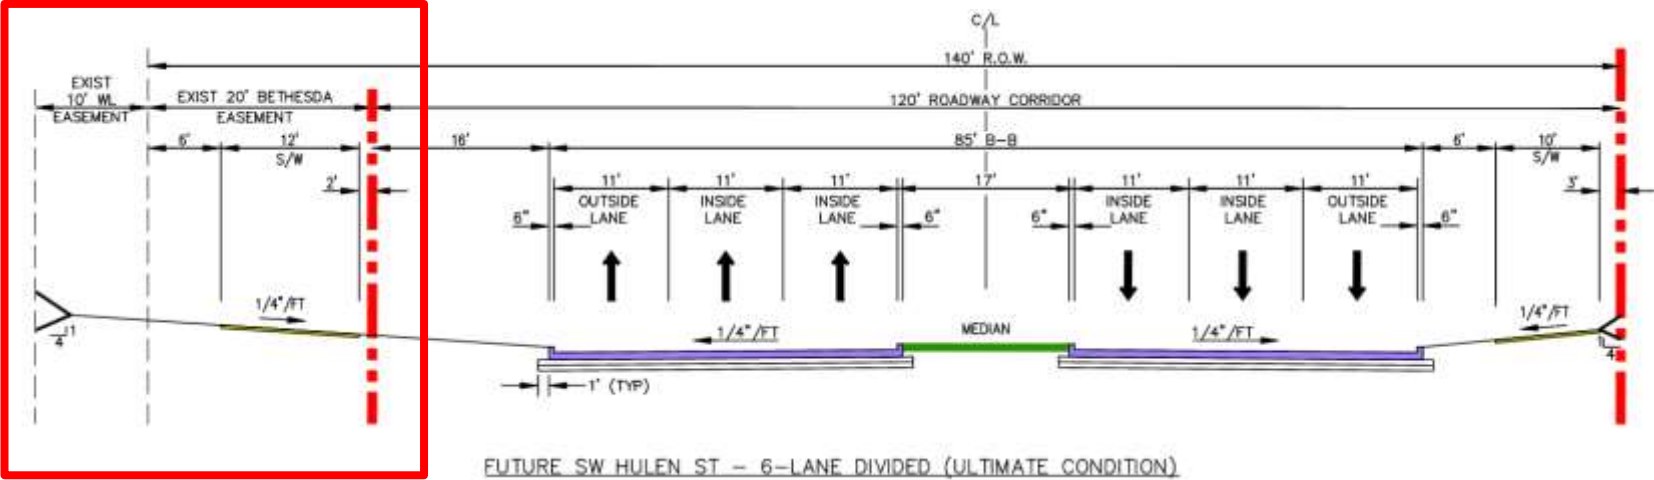 C/L
140' R.O.W.
EXIST
10' WL
EASEMENT
EXIST 20' BETHESDA
EASEMENT
120' ROADWAY CORRIDOR
6'
12'
S/W
16'
85' B-B
6'
10'
S/W
2'
11'
OUTSIDE
LANE
11'
INSIDE
LANE
11'
INSIDE
LANE
17'
11'
INSIDE
LANE
11'
INSIDE
LANE
11'
OUTSIDE
LANE
3'
6"
6"
6"
6"
1/4"/FT
1/4"/FT
MEDIAN
1/4"/FT
1/4"/FT
1
4
1
4
1' (TYP)
FUTURE SW HULEN ST - 6-LANE DIVIDED (ULTIMATE CONDITION)